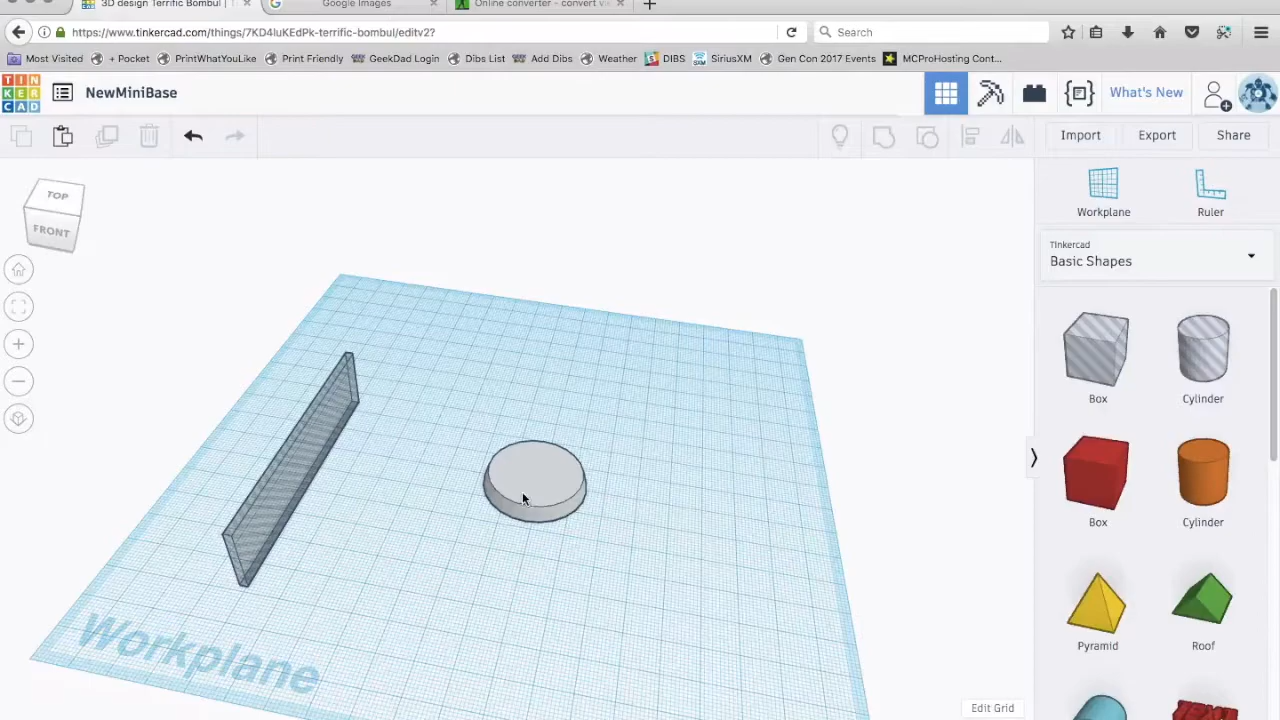 3D design Terrific Bombul |
Google Images
Online converter - convert vi
https://www.tinkercad.com/things/7KD4luKEdPk-terrific-bombul/editv2?
Search
Most Visited
+ Pocket
PrintWhatYouLike
Print Friendly
GeekDad Login
Dibs List
Add Dibs
Weather
DIBS
SiriusXM
Gen Con 2017 Events
MCProHosting Cont...
TIN
KER
CAD
NewMiniBase
What's New
Import
Export
Share
TOP
FRONT
Workplane
Ruler
Tinkercad
Basic Shapes
Box
Cylinder
Box
Cylinder
Pyramid
Roof
Workplane
Edit Grid